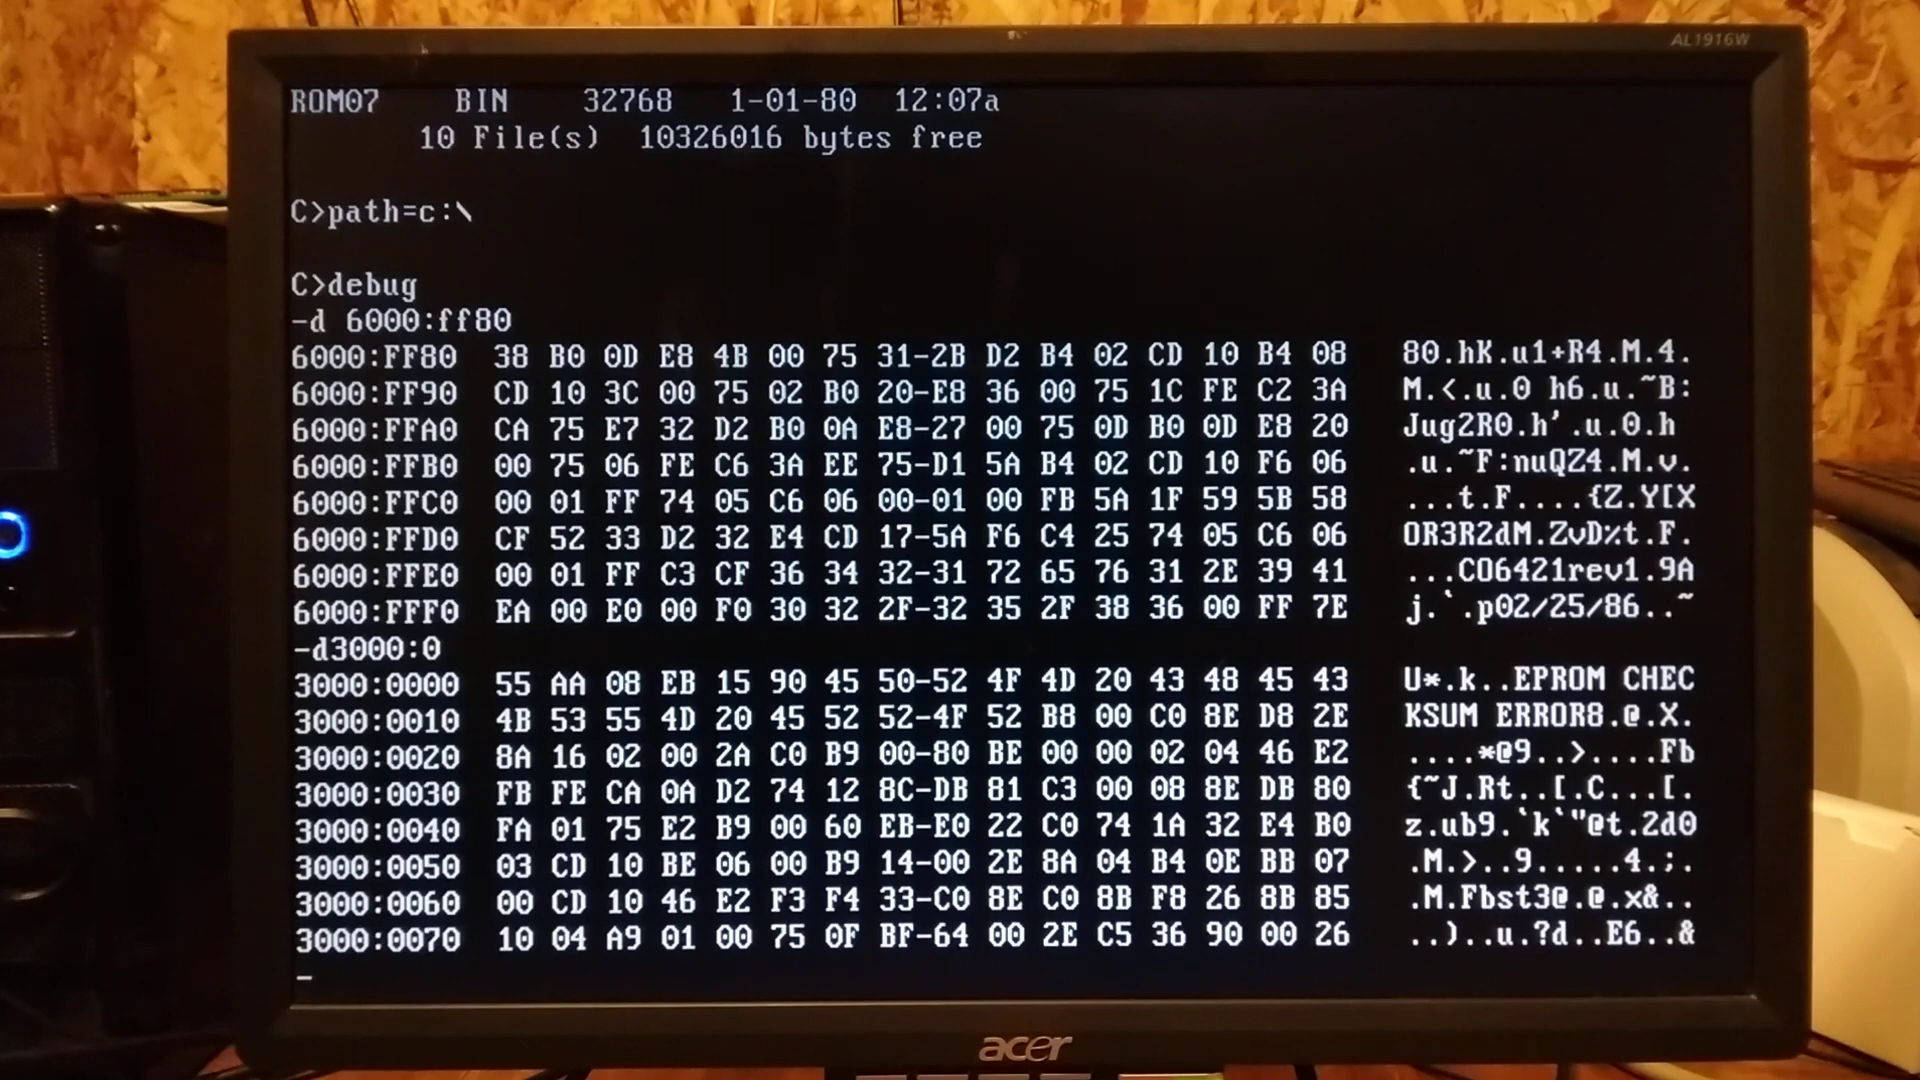 AL1916W
ROM07    BIN    32768   1-01-80  12:07a
10 File(s)  10326016 bytes free
C>path=c:\
C>debug
-d 6000:ff80
6000:FF80  38 B0 0D E8 4B 00 75 31-2B D2 B4 02 CD 10 B4 08   80.hK.u1+R4.M.4.
6000:FF90  CD 10 3C 00 75 02 B0 20-E8 36 00 75 1C FE C2 3A   M.<.u.0 h6.u.~B:
6000:FFA0  CA 75 E7 32 D2 B0 0A E8-27 00 75 0D B0 0D E8 20   Jug2R0.h'.u.0.h
6000:FFB0  00 75 06 FE C6 3A EE 75-D1 5A B4 02 CD 10 F6 06   .u.~F:nuQZ4.M.v.
6000:FFC0  00 01 FF 74 05 C6 06 00-01 00 FB 5A 1F 59 5B 58   ...t.F....{Z.Y[X
6000:FFD0  CF 52 33 D2 32 E4 CD 17-5A F6 C4 25 74 05 C6 06   OR3R2dM.ZvD%t.F.
6000:FFE0  00 01 FF C3 CF 36 34 32-31 72 65 76 31 2E 39 41   ...CO6421rev1.9A
6000:FFF0  EA 00 E0 00 F0 30 32 2F-32 35 2F 38 36 00 FF 7E   j.`.p02/25/86..~
-d3000:0
3000:0000  55 AA 08 EB 15 90 45 50-52 4F 4D 20 43 48 45 43   U*.k..EPROM CHEC
3000:0010  4B 53 55 4D 20 45 52 52-4F 52 B8 00 C0 8E D8 2E   KSUM ERROR8.@.X.
3000:0020  8A 16 02 00 2A C0 B9 00-80 BE 00 00 02 04 46 E2   ....*@9..>....Fb
3000:0030  FB FE CA 0A D2 74 12 8C-DB 81 C3 00 08 8E DB 80   {~J.Rt..[.C...[.
3000:0040  FA 01 75 E2 B9 00 60 EB-E0 22 C0 74 1A 32 E4 B0   z.ub9.`k`"@t.2d0
3000:0050  03 CD 10 BE 06 00 B9 14-00 2E 8A 04 B4 0E BB 07   .M.>..9.....4.;.
3000:0060  00 CD 10 46 E2 F3 F4 33-C0 8E C0 8B F8 26 8B 85   .M.Fbst3@.@.x&..
3000:0070  10 04 A9 01 00 75 0F BF-64 00 2E C5 36 90 00 26   ..)..u.?d..E6..&
-
acer